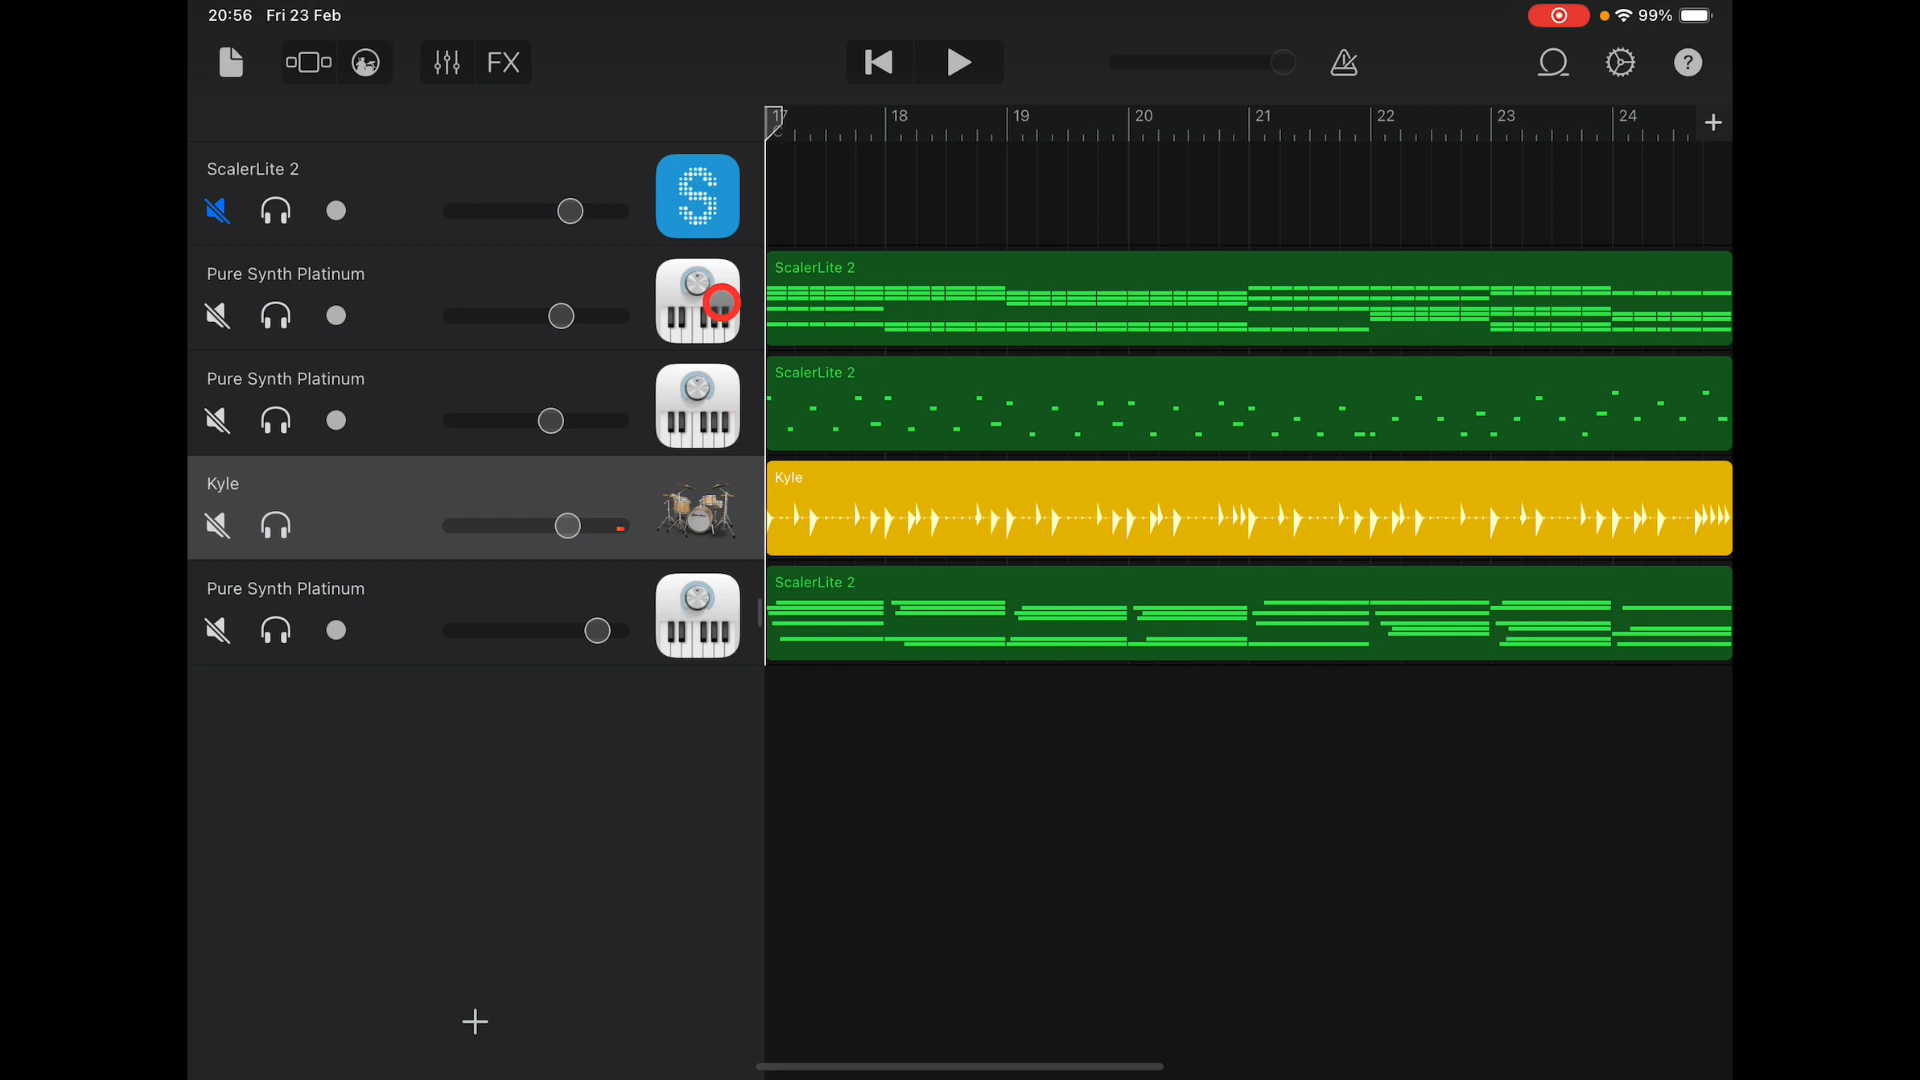 20:56 Fri 23 Feb 99%
FX ?
17 18 19 20 21 22 23 24 +
ScalerLite 2
S
Pure Synth Platinum
ScalerLite 2
Pure Synth Platinum
ScalerLite 2
Kyle
Kyle
Pure Synth Platinum
ScalerLite 2
+